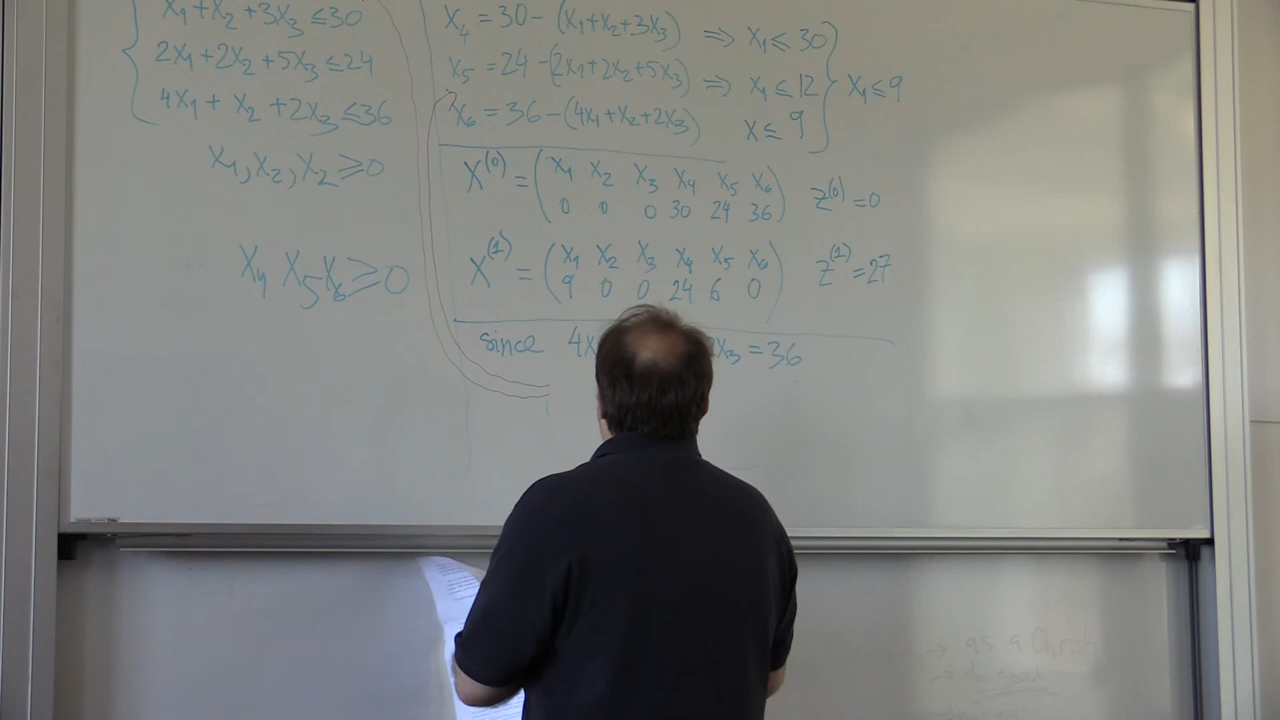 x₁+x₂+3x₃ ≤30
2x₁+2x₂+5x₃ ≤24
4x₁+x₂+2x₃ ≤36
x₁,x₂,x₂ ≥0
x₄ x₅x₆ ≥0
x₄ = 30 - (x₁+x₂+3x₃) ⇒ x₁ ≤ 30
x₅ = 24 -(2x₁+2x₂+5x₃) ⇒ x₁ ≤ 12 } x₁ ≤ 9
x₆ = 36 -(4x₁+x₂+2x₃) x ≤ 9
X⁽⁰⁾ = ( x₁ x₂ x₃ x₄ x₅ x₆ ) z⁽⁰⁾ =0
0 0 0 30 24 36
X⁽¹⁾ = ( x₁ x₂ x₃ x₄ x₅ x₆ ) z⁽¹⁾ =27
9 0 0 24 6 0
since 4x 2x₃ = 36
→ as a Christ